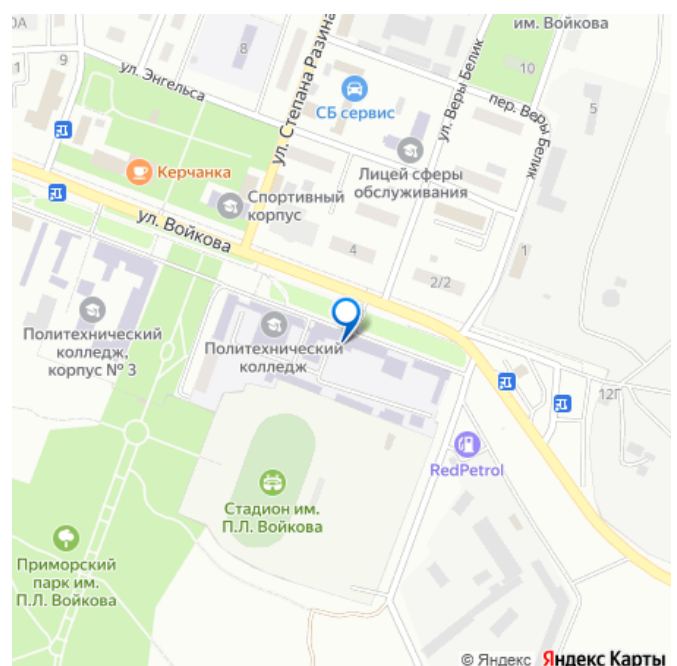 им. Войкова
0А
8
1
9
10
5
ул. Энгельса
ул. Степана Разина
СБ сервис
ул. Веры Белик
пер. Веры Белик
Керчанка
Лицей сферы
обслуживания
Спортивный
корпус
ул. Войкова
4
1
2/2
Политехнический
колледж,
корпус № 3
Политехнический
колледж
12Г
RedPetrol
Стадион им.
П.Л. Войкова
Приморский
парк им.
П.Л. Войкова
© Яндекс Яндекс Карты